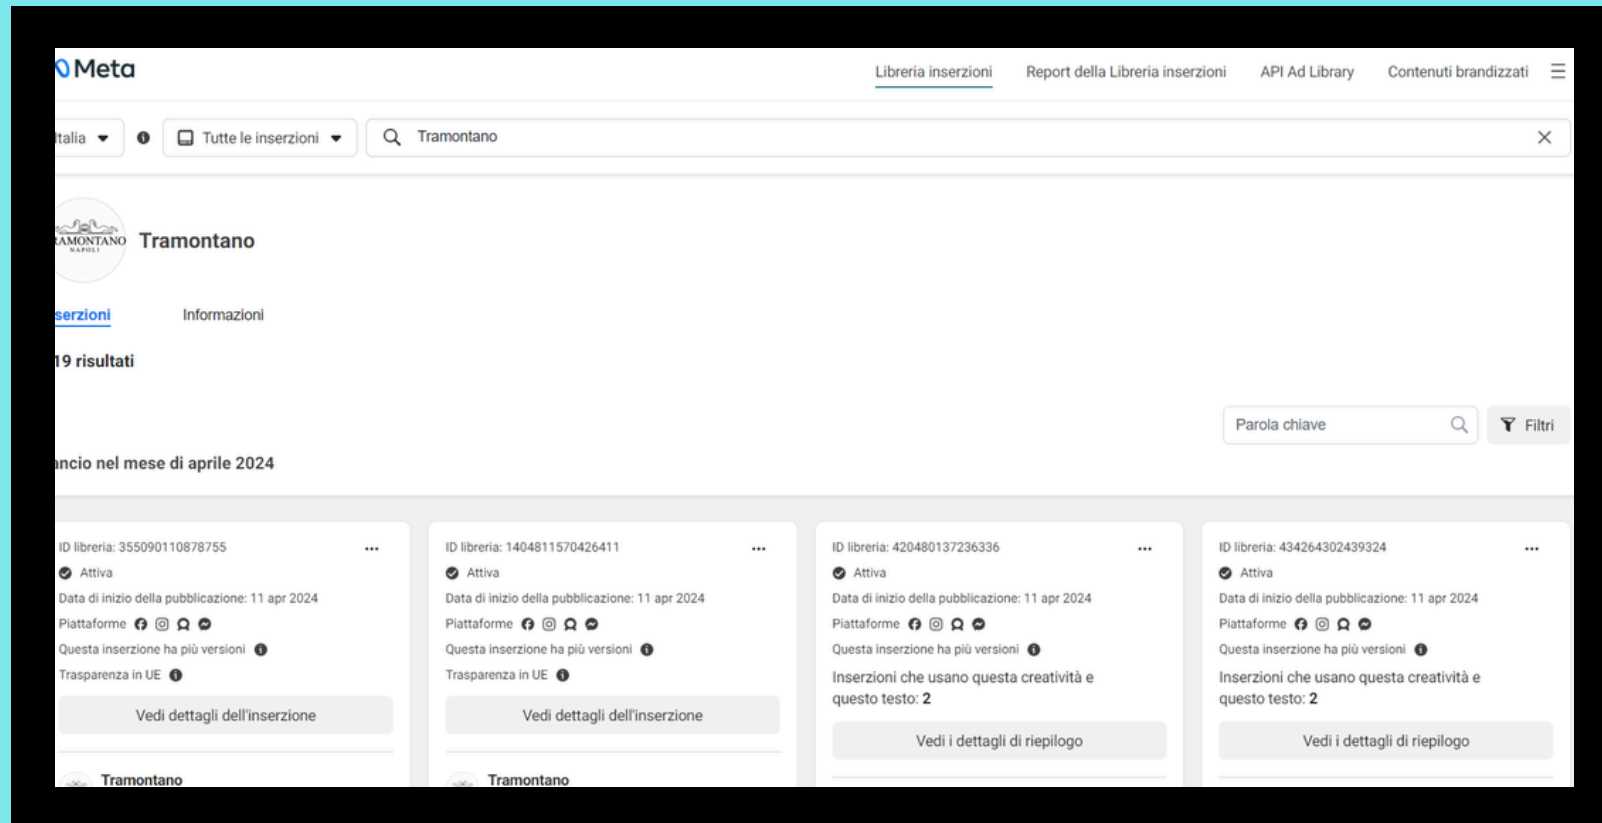 Meta
Libreria inserzioni Report della Libreria inserzioni API Ad Library Contenuti brandizzati
Italia Tutte le inserzioni Tramontano
RAMONTANO
NAPOLI
Tramontano
serzioni Informazioni
19 risultati
Parola chiave Filtri
ancio nel mese di aprile 2024
ID libreria: 355090110878755
Attiva
Data di inizio della pubblicazione: 11 apr 2024
Piattaforme
Questa inserzione ha più versioni
Trasparenza in UE
Vedi dettagli dell'inserzione
Tramontano
ID libreria: 1404811570426411
Attiva
Data di inizio della pubblicazione: 11 apr 2024
Piattaforme
Questa inserzione ha più versioni
Trasparenza in UE
Vedi dettagli dell'inserzione
Tramontano
ID libreria: 420480137236336
Attiva
Data di inizio della pubblicazione: 11 apr 2024
Piattaforme
Questa inserzione ha più versioni
Inserzioni che usano questa creatività e
questo testo: 2
Vedi i dettagli di riepilogo
ID libreria: 434264302439324
Attiva
Data di inizio della pubblicazione: 11 apr 2024
Piattaforme
Questa inserzione ha più versioni
Inserzioni che usano questa creatività e
questo testo: 2
Vedi i dettagli di riepilogo